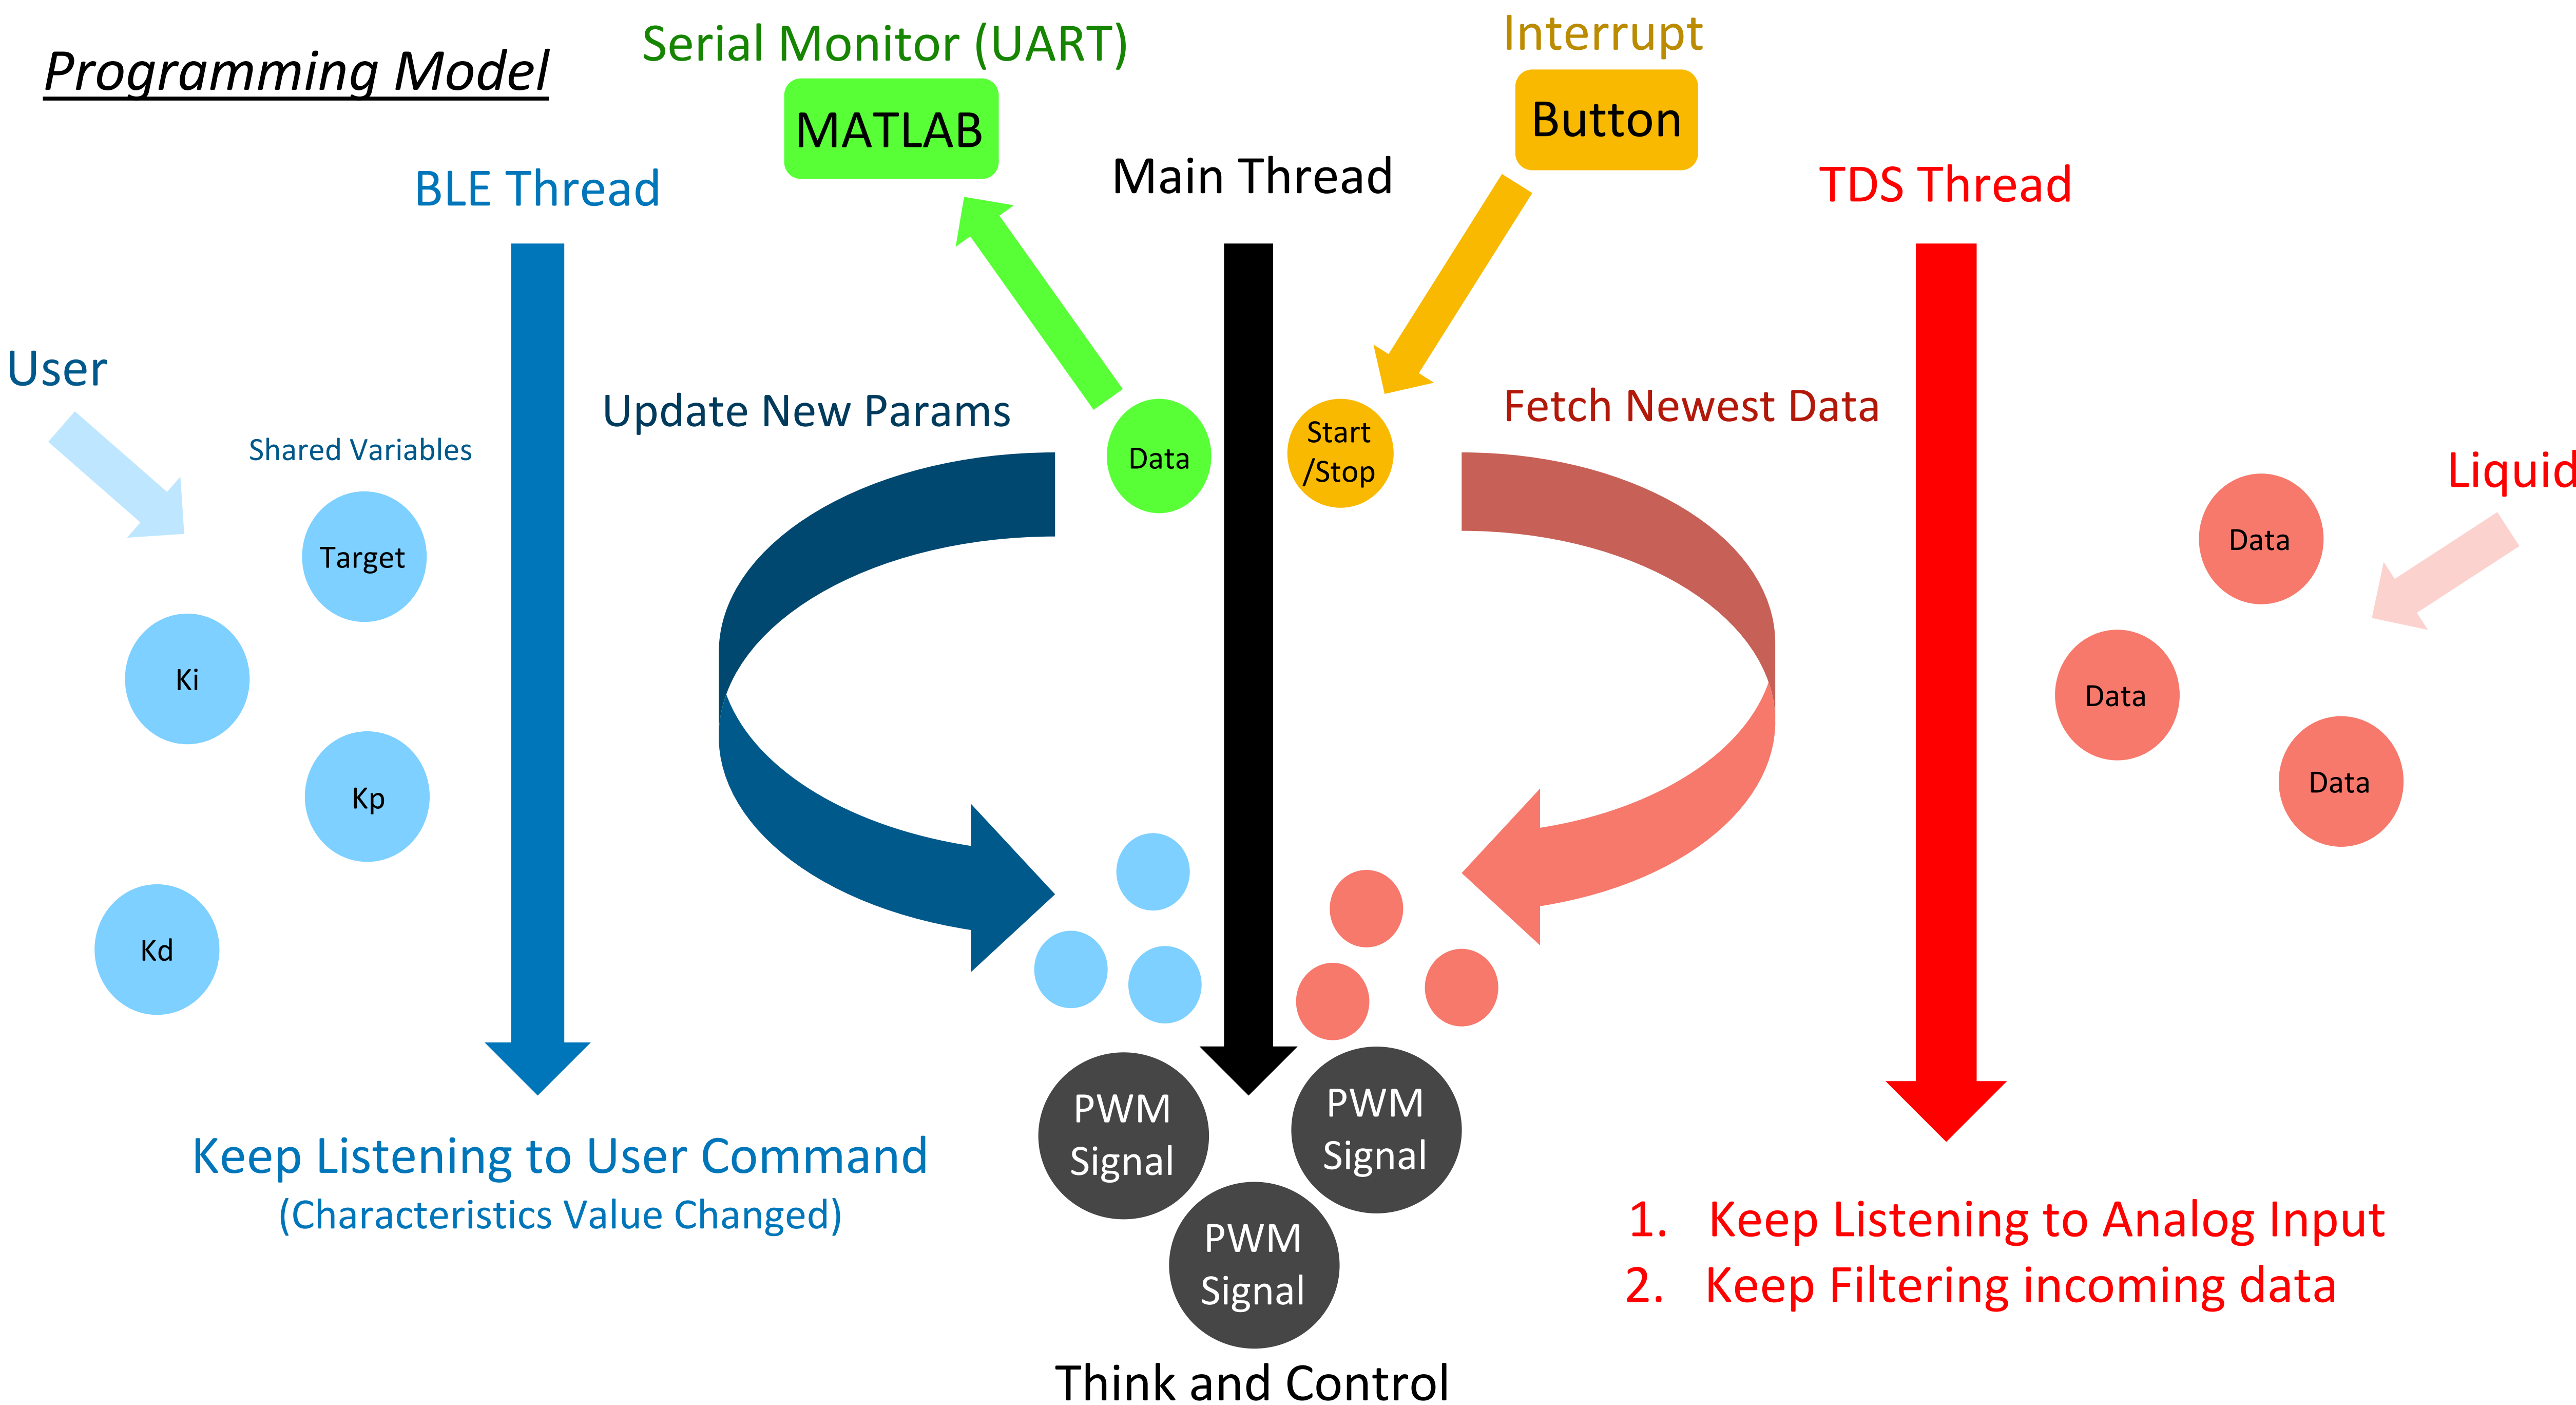 Programming Model
Serial Monitor (UART)
MATLAB
Interrupt
Button
BLE Thread
Main Thread
TDS Thread
User
Shared Variables
Target
Ki
Kp
Kd
Update New Params
Data
Start
/Stop
Fetch Newest Data
Liquid
Data
Data
Data
Keep Listening to User Command
(Characteristics Value Changed)
PWM
Signal
PWM
Signal
PWM
Signal
Think and Control
1. Keep Listening to Analog Input
2. Keep Filtering incoming data